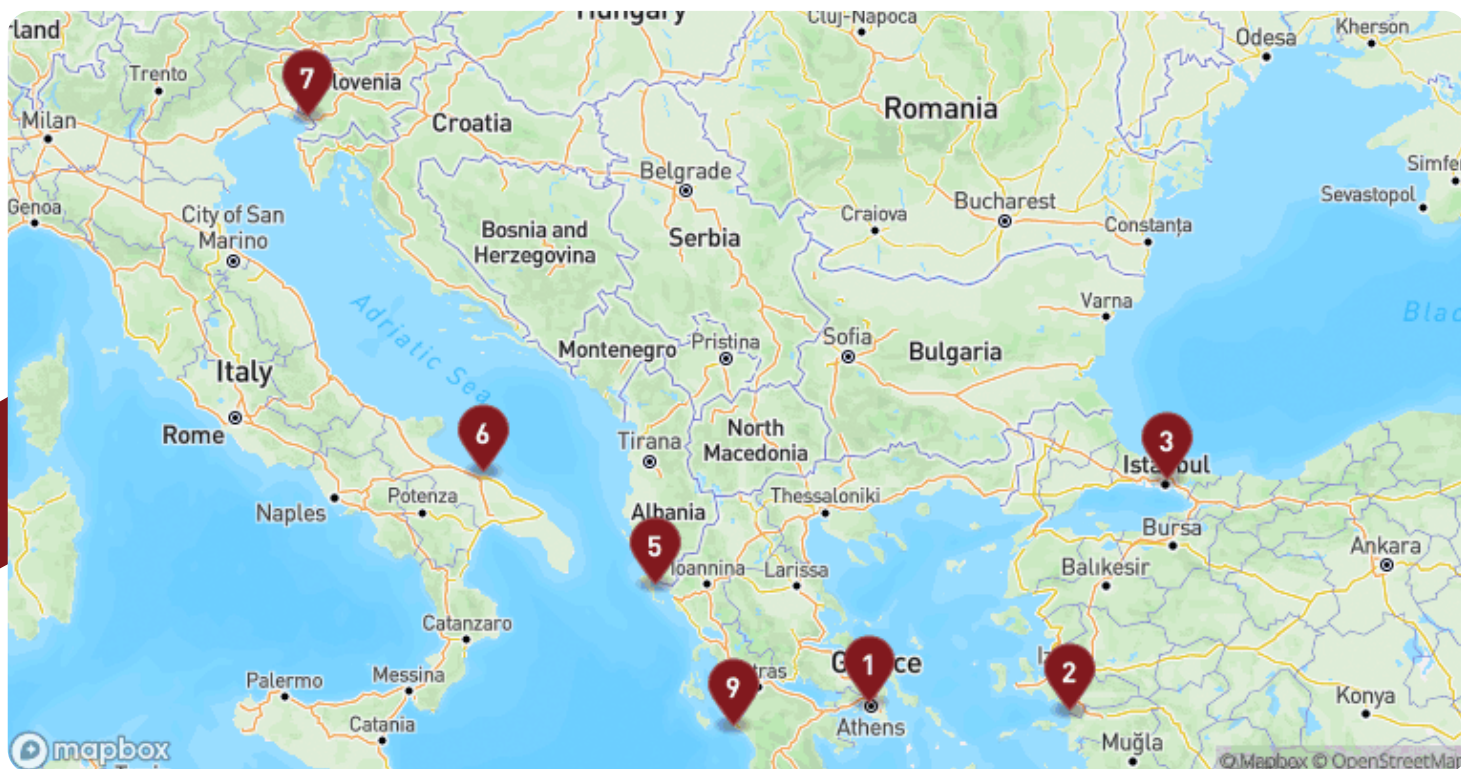 Hungary
Cluj-Napoca
Kherson
Odesa
rland
Trento
7
lovenia
Milan
Croatia
Romania
Simfe
Belgrade
Sevastopol
Genoa
City of San
Marino
Bosnia and
Herzegovina
Serbia
Craiova
Bucharest
Constanța
Adriatic Sea
Varna
Blac
Montenegro
Pristina
Sofia
Bulgaria
Italy
Rome
6
Tirana
North
Macedonia
3
Istanbul
Naples
Potenza
Thessaloniki
Albania
Bursa
5
Ioannina
Larissa
Balıkesir
Ankara
Catanzaro
Palermo
Messina
9
tras
Greece
1
2
Konya
Catania
Athens
Muğla
mapbox
© Mapbox © OpenStreetMap